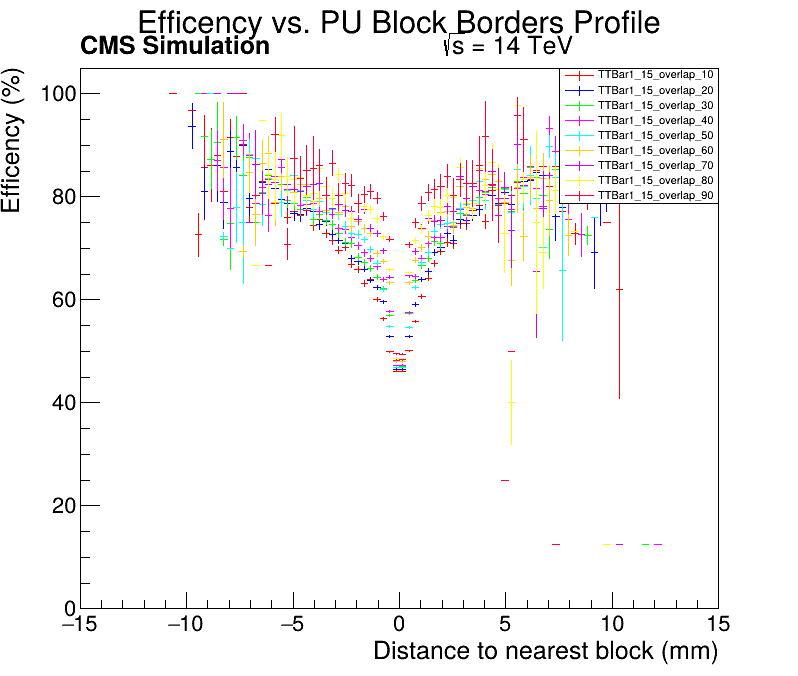 Efficency vs. PU Block Borders Profile
CMS Simulation
√s = 14 TeV
Efficency (%)
TTBar1_15_overlap_10
TTBar1_15_overlap_20
TTBar1_15_overlap_30
TTBar1_15_overlap_40
TTBar1_15_overlap_50
TTBar1_15_overlap_60
TTBar1_15_overlap_70
TTBar1_15_overlap_80
TTBar1_15_overlap_90
100
80
60
40
20
0
−15 −10 −5 0 5 10 15
Distance to nearest block (mm)